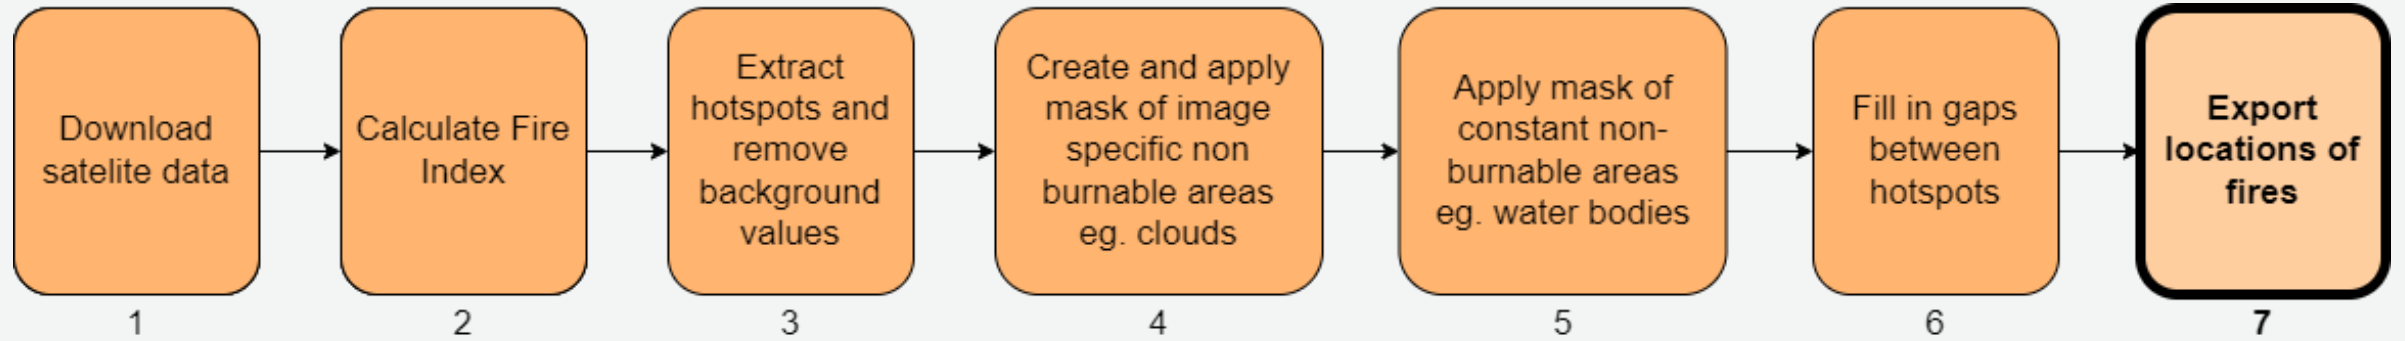 Download
satelite data
Calculate Fire
Index
Extract
hotspots and
remove
background
values
Create and apply
mask of image
specific non
burnable areas
eg. clouds
Apply mask of
constant non-
burnable areas
eg. water bodies
Fill in gaps
between
hotspots
Export
locations of
fires
1
2
3
4
5
6
7